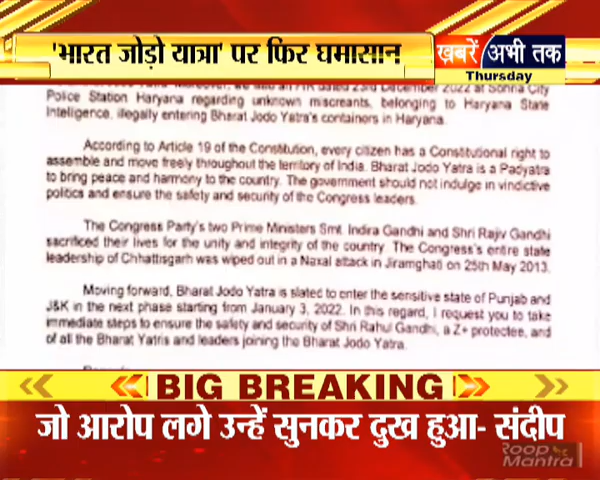 'भारत जोड़ो यात्रा' पर फिर घमासान
ख़बरें अभी तक
Thursday
dated 23rd December 2022 at Sohna City
Police Station Haryana regarding unknown miscreants, belonging to Haryana State
Intelligence, illegally entering Bharat Jodo Yatra's containers in Haryana.
According to Article 19 of the Constitution, every citizen has a Constitutional right to
assemble and move freely throughout the territory of India. Bharat Jodo Yatra is a Padyatra
to bring peace and harmony to the country. The government should not indulge in vindictive
politics and ensure the safety and security of the Congress leaders.
The Congress Party's two Prime Ministers Smt. Indira Gandhi and Shri Rajiv Gandhi
sacrificed their lives for the unity and integrity of the country. The Congress's entire state
leadership of Chhattisgarh was wiped out in a Naxal attack in Jiramghati on 25th May 2013.
Moving forward, Bharat Jodo Yatra is slated to enter the sensitive state of Punjab and
J&K in the next phase starting from January 3, 2022. In this regard, I request you to take
immediate steps to ensure the safety and security of Shri Rahul Gandhi, a Z+ protectee, and
of all the Bharat Yatris and leaders joining the Bharat Jodo Yatra.
BIG BREAKING
जो आरोप लगे उन्हें सुनकर दुख हुआ- संदीप
Roop
Mantra